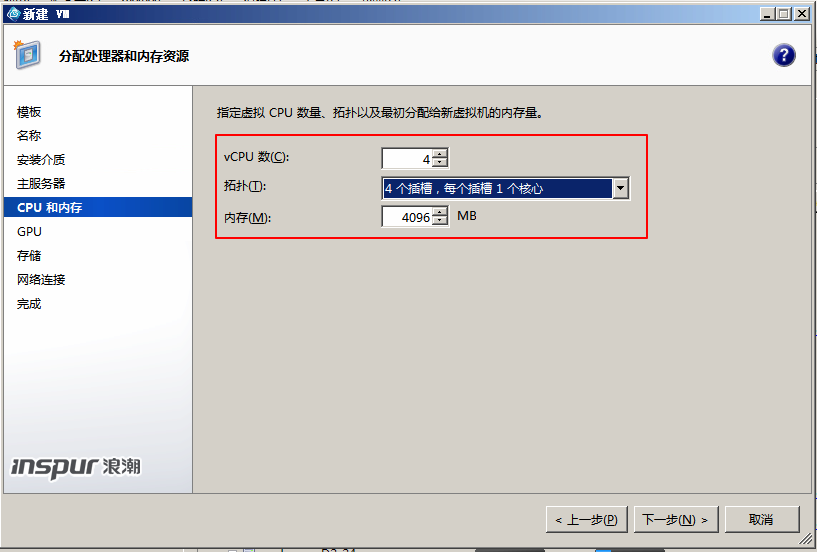 新建 VM
分配处理器和内存资源
模板
名称
安装介质
主服务器
CPU 和内存
GPU
存储
网络连接
完成
inspur 浪潮
指定虚拟 CPU 数量、拓扑以及最初分配给新虚拟机的内存量。
vCPU 数(C): 4
拓扑(T): 4 个插槽，每个插槽 1 个核心
内存(M): 4096 MB
< 上一步(P) 下一步(N) > 取消